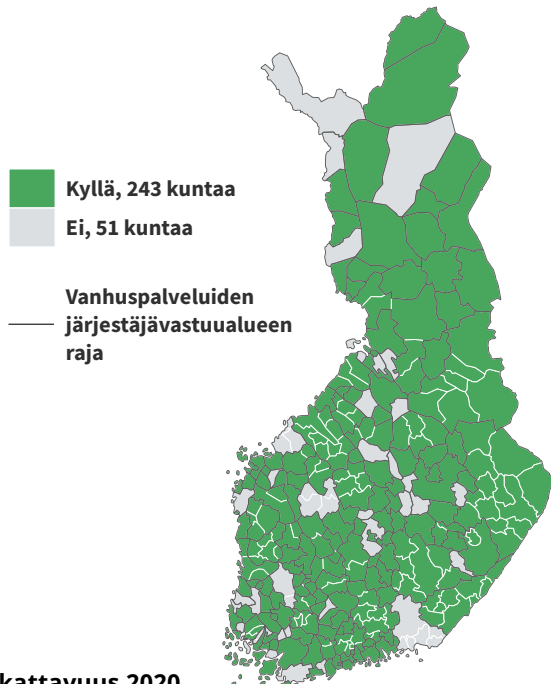 Kyllä, 243 kuntaa
Ei, 51 kuntaa
Vanhuspalveluiden
järjestäjävastuualueen
raja
kattavuus 2020